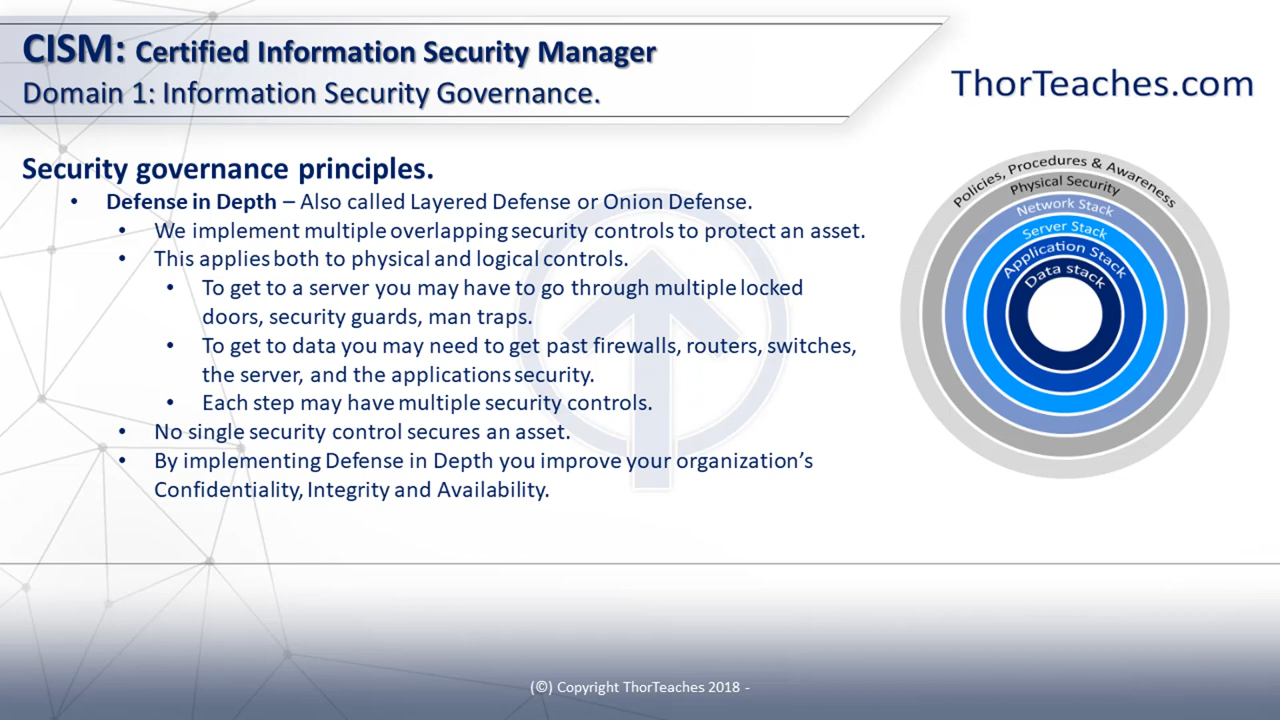 CISM: Certified Information Security Manager
Domain 1: Information Security Governance.
ThorTeaches.com
Security governance principles.
• Defense in Depth – Also called Layered Defense or Onion Defense.
• We implement multiple overlapping security controls to protect an asset.
• This applies both to physical and logical controls.
• To get to a server you may have to go through multiple locked
doors, security guards, man traps.
• To get to data you may need to get past firewalls, routers, switches,
the server, and the applications security.
• Each step may have multiple security controls.
• No single security control secures an asset.
• By implementing Defense in Depth you improve your organization’s
Confidentiality, Integrity and Availability.
Policies, Procedures & Awareness
Physical Security
Network Stack
Server Stack
Application Stack
Data stack
(©) Copyright ThorTeaches 2018 -